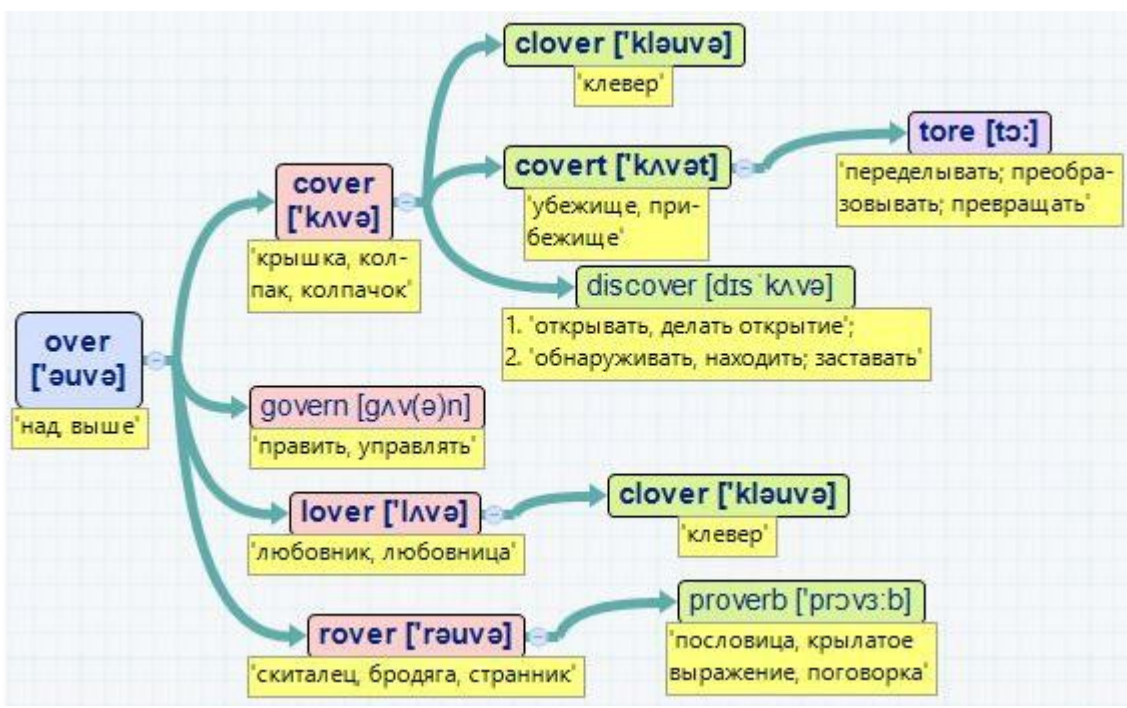 clover ['kləuvə]
'клевер'
tore [tɔ:]
'переделывать; преобра-
зовывать; превращать'
covert ['kʌvət]
'убежище, при-
бежище'
cover
['kʌvə]
'крышка, кол-
пак, колпачок'
discover [dɪsˈkʌvə]
1. 'открывать, делать открытие';
2. 'обнаруживать, находить; заставать'
over
['əuvə]
'над, выше'
govern [gʌv(ə)n]
'править, управлять'
lover ['lʌvə]
'любовник, любовница'
clover ['kləuvə]
'клевер'
rover ['rəuvə]
'скиталец, бродяга, странник'
proverb ['prɔvɜ:b]
'пословица, крылатое
выражение, поговорка'